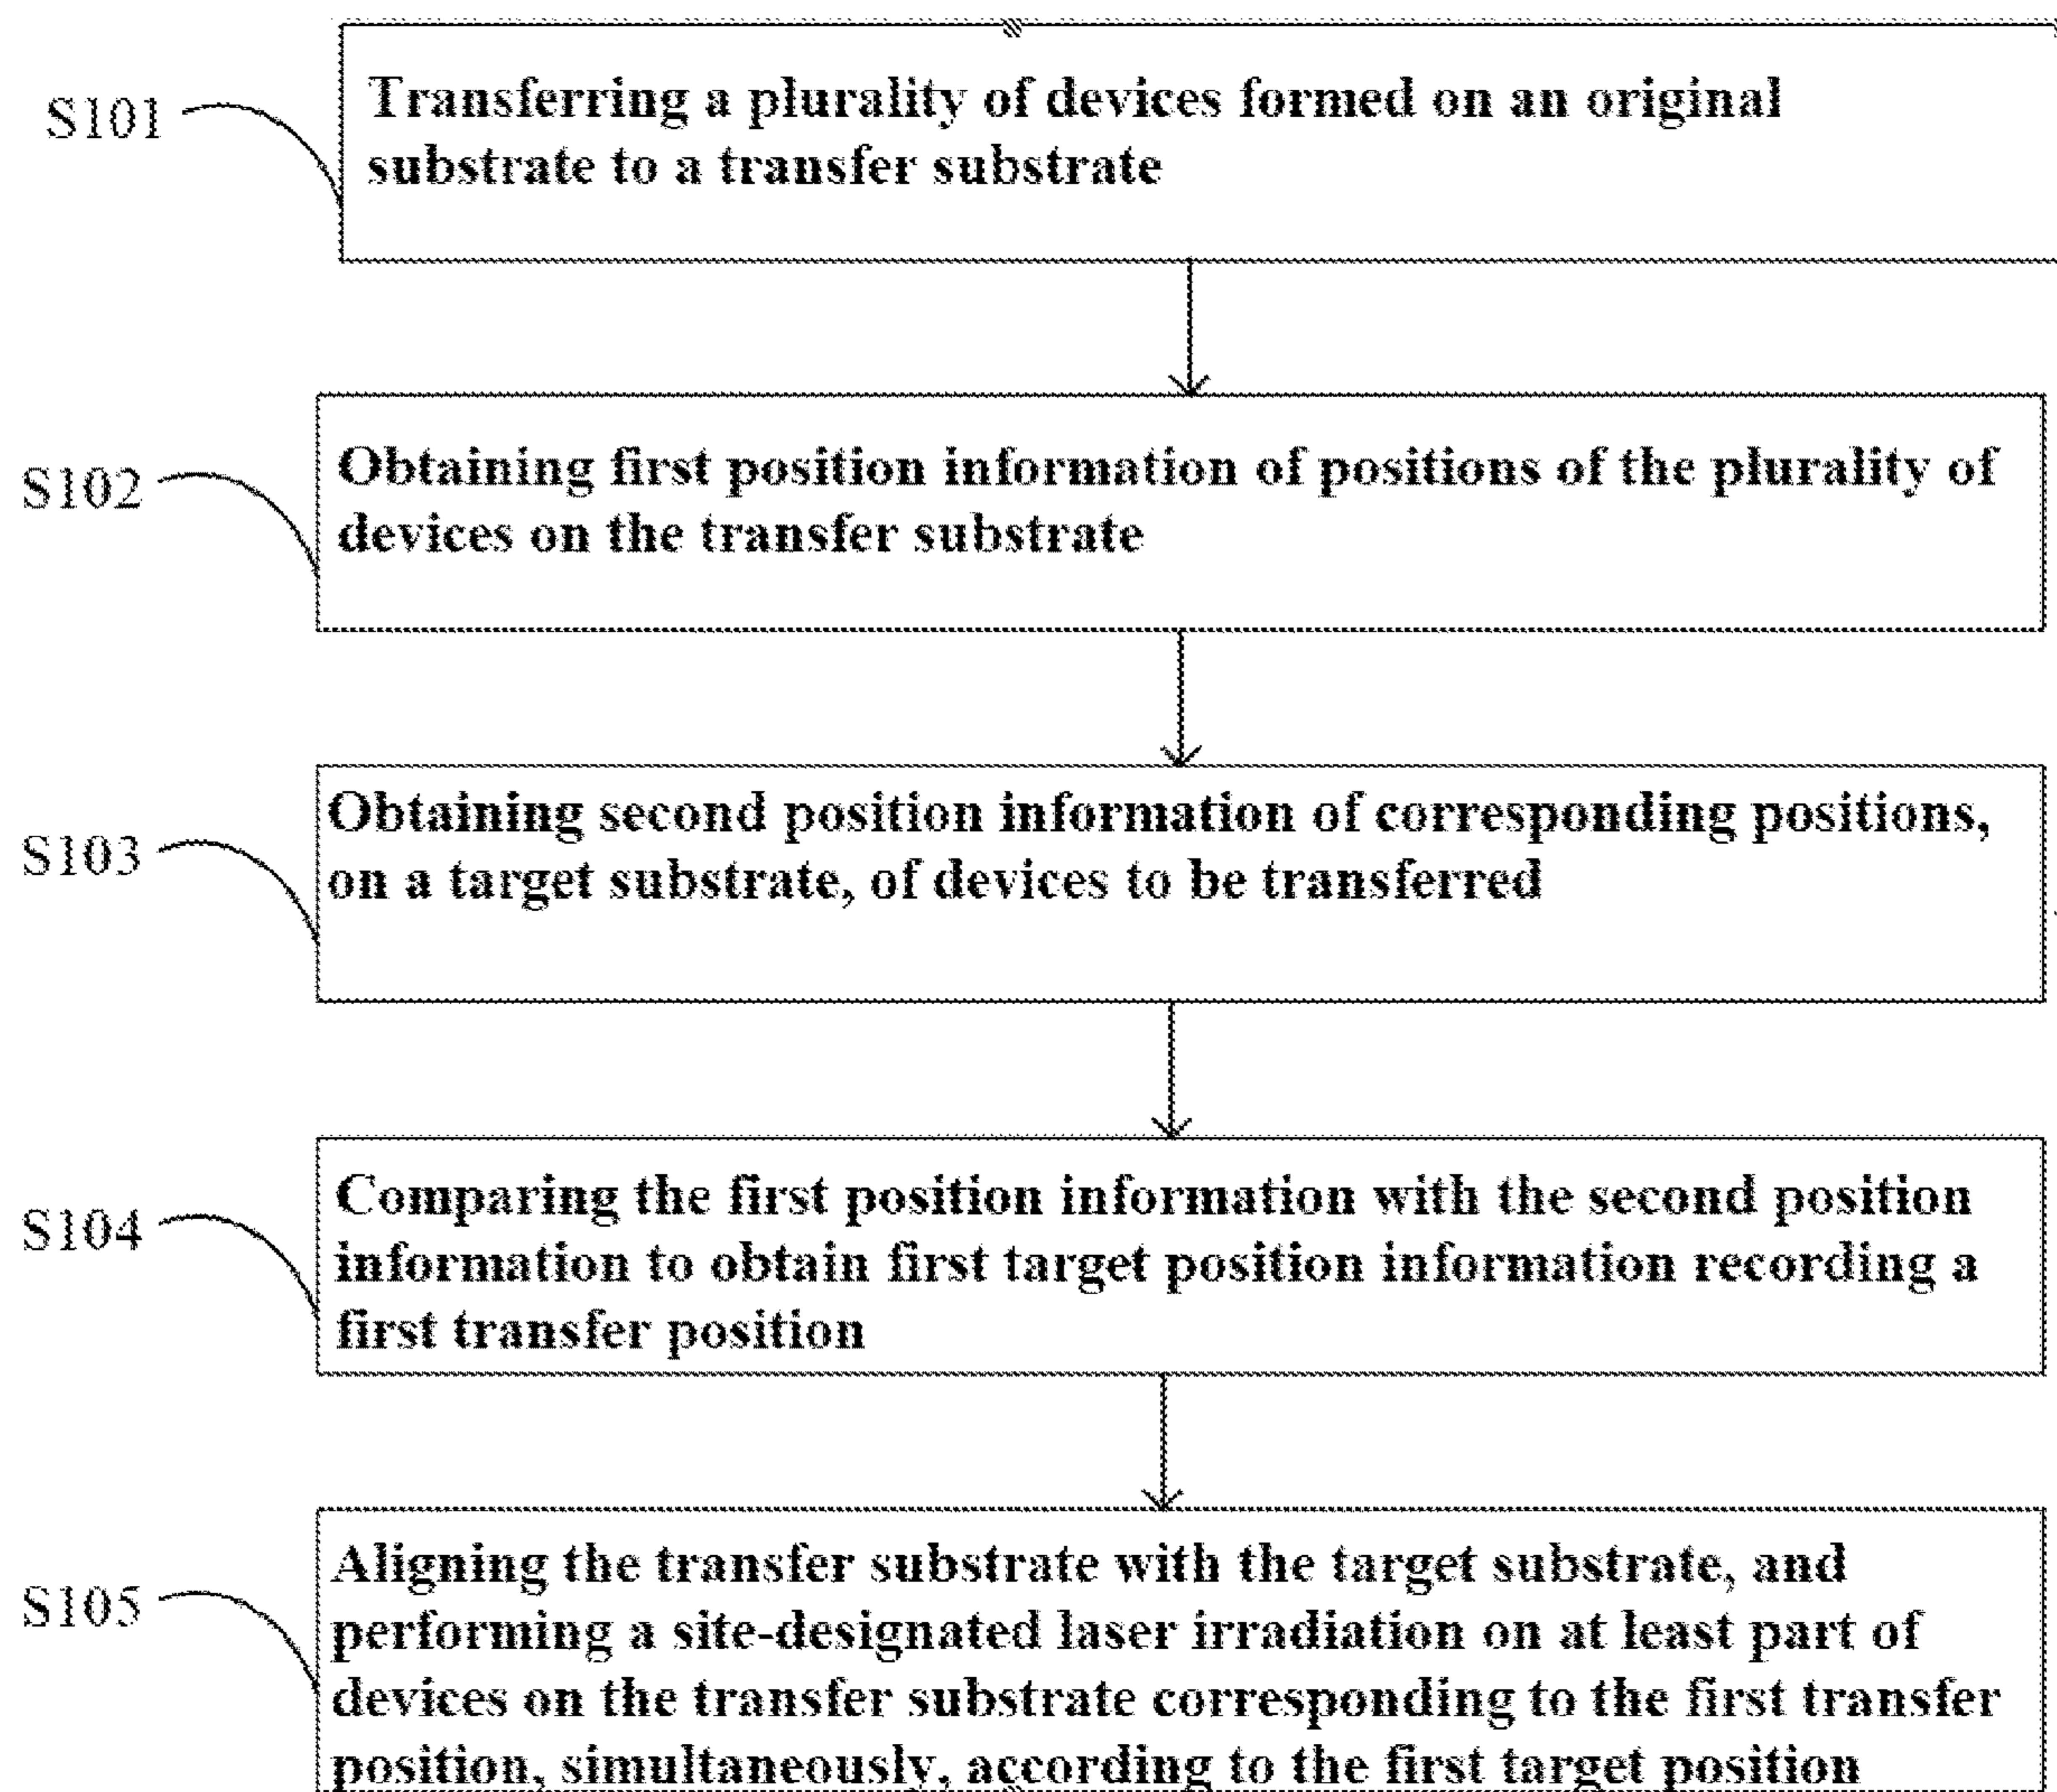 S101
Transferring a plurality of devices formed on an original
substrate to a transfer substrate
S102
Obtaining first position information of positions of the plurality of
devices on the transfer substrate
S103
Obtaining second position information of corresponding positions,
on a target substrate, of devices to be transferred
S104
Comparing the first position information with the second position
information to obtain first target position information recording a
first transfer position
S105
Aligning the transfer substrate with the target substrate, and
performing a site-designated laser irradiation on at least part of
devices on the transfer substrate corresponding to the first transfer
position, simultaneously, according to the first target position